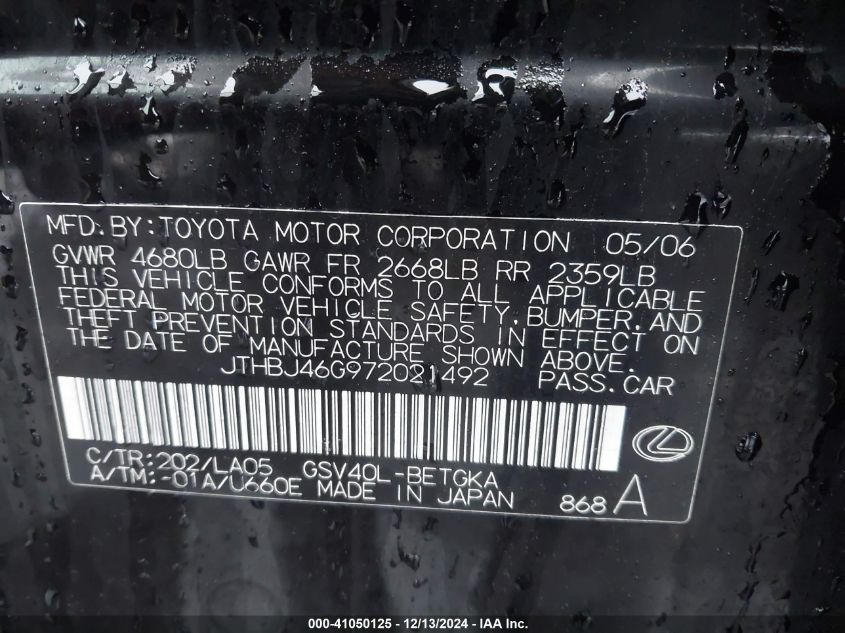 MFD.BY:TOYOTA MOTOR CORPORATION 05/06
GVWR 4680LB GAWR FR 2668LB RR 2359LB
THIS VEHICLE CONFORMS TO ALL APPLICABLE
FEDERAL MOTOR VEHICLE SAFETY,BUMPER,AND
THEFT PREVENTION STANDARDS IN EFFECT ON
THE DATE OF MANUFACTURE SHOWN ABOVE.
JTHBJ46G972021492 PASS.CAR
C/TR:202/LA05 GSV40L-BETGKA
A/TM:-01A/U660E MADE IN JAPAN 868A
000-41050125 - 12/13/2024 - IAA Inc.